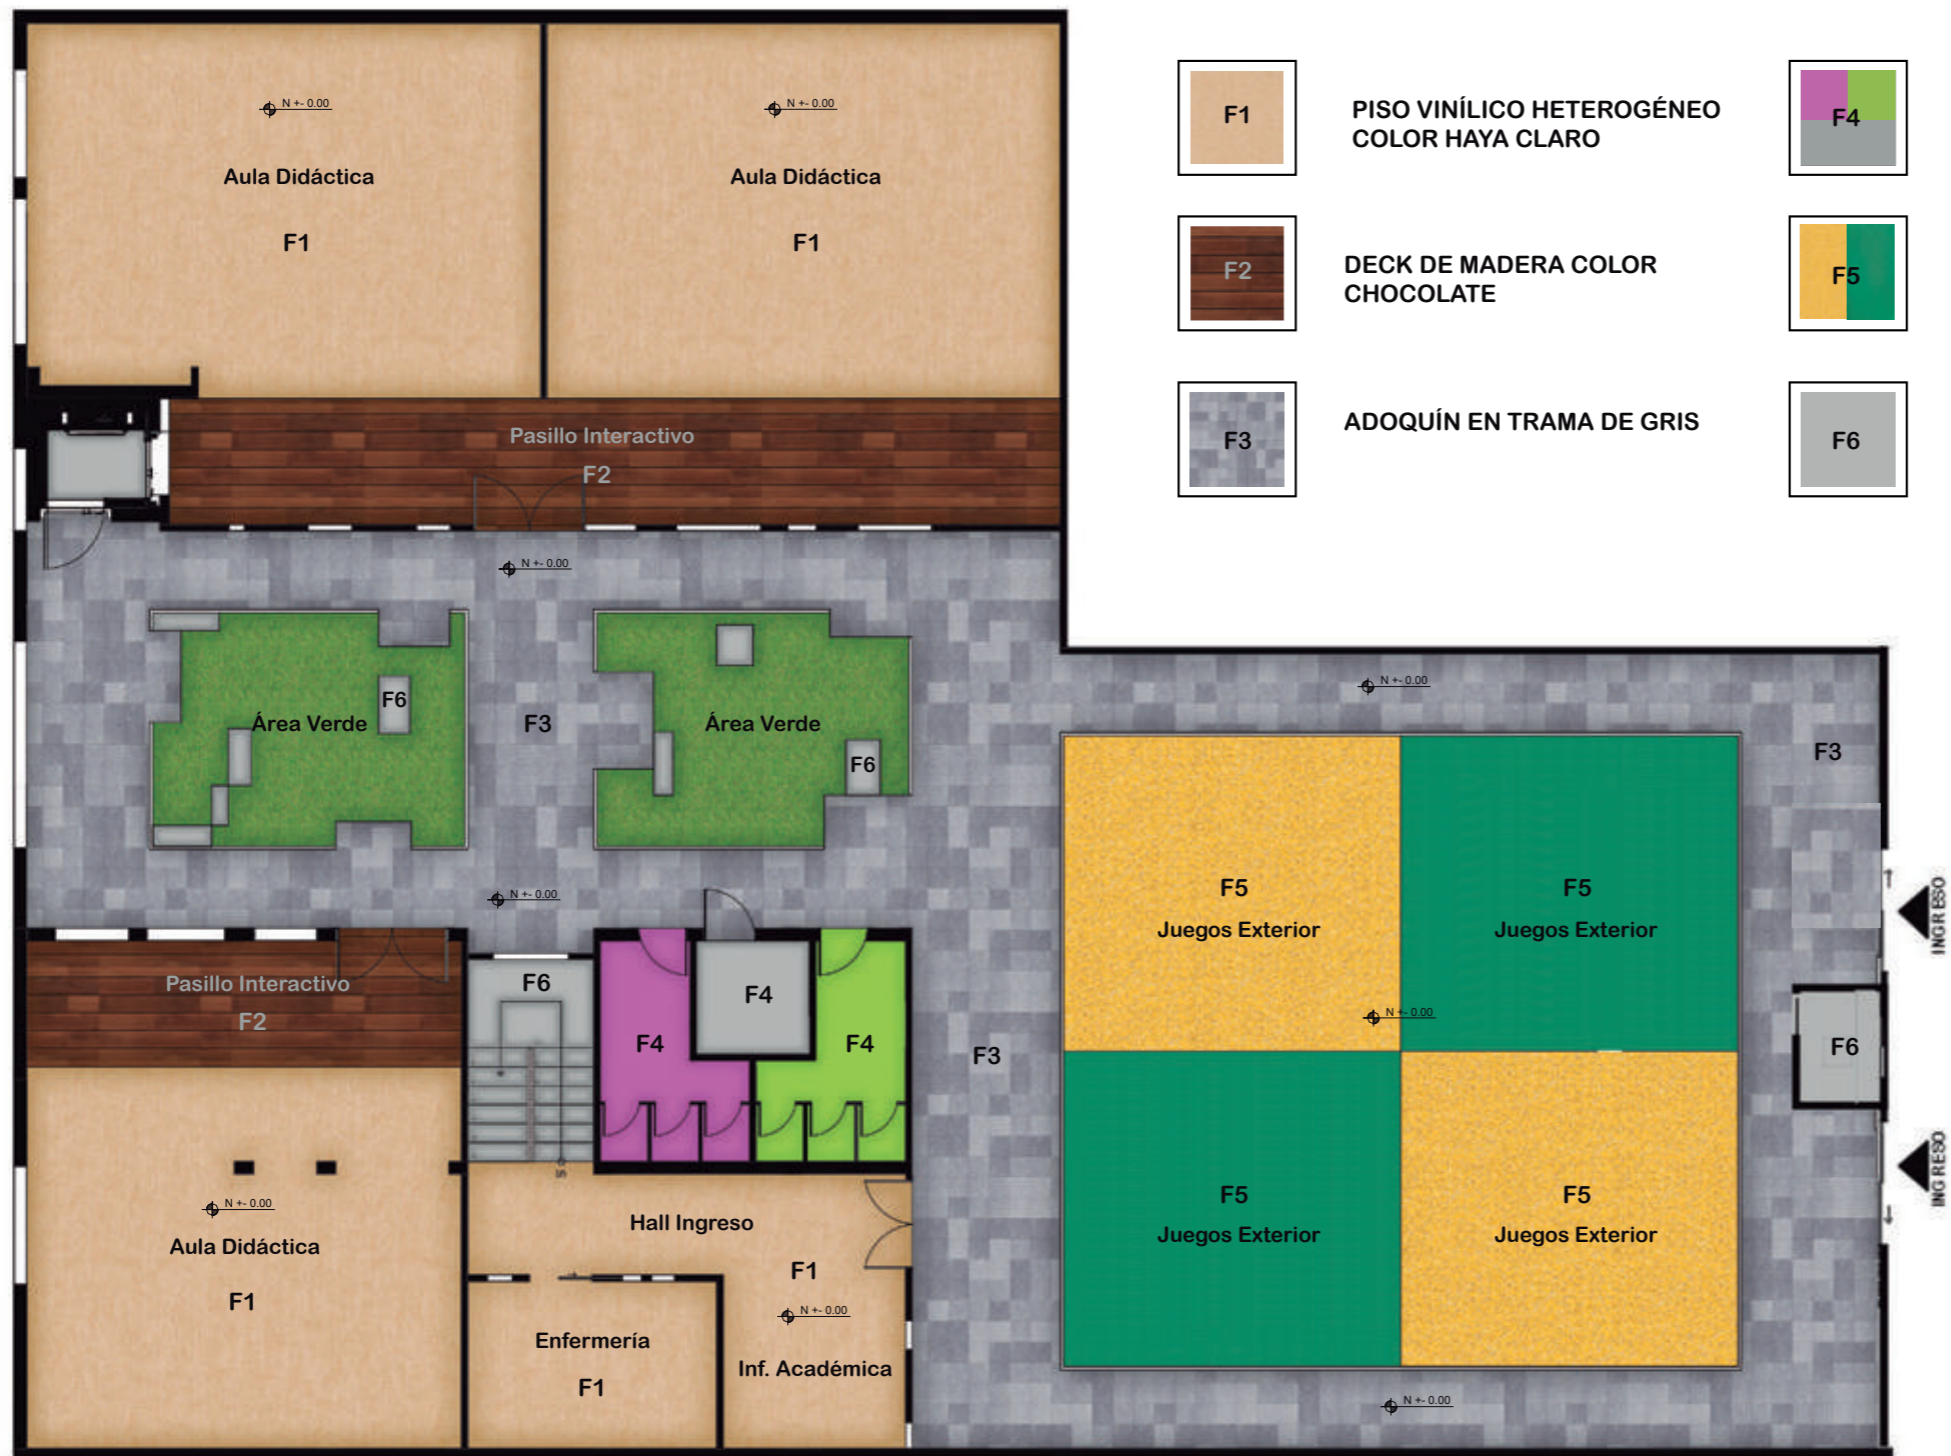 N +- 0.00
Aula Didáctica
F1
N +- 0.00
Aula Didáctica
F1
F1
PISO VINÍLICO HETEROGÉNEO
COLOR HAYA CLARO
F4
F2
DECK DE MADERA COLOR
CHOCOLATE
F5
F3
ADOQUÍN EN TRAMA DE GRIS
F6
Pasillo Interactivo
F2
N +- 0.00
Área Verde
F6
F3
Área Verde
F6
N +- 0.00
F3
N +- 0.00
F5
Juegos Exterior
F5
Juegos Exterior
INGRESO
Pasillo Interactivo
F2
F6
F4
F4
F4
F3
N +- 0.00
F6
S
N +- 0.00
Aula Didáctica
F1
Hall Ingreso
F1
N +- 0.00
Inf. Académica
Enfermería
F1
F5
Juegos Exterior
F5
Juegos Exterior
INGRESO
N +- 0.00